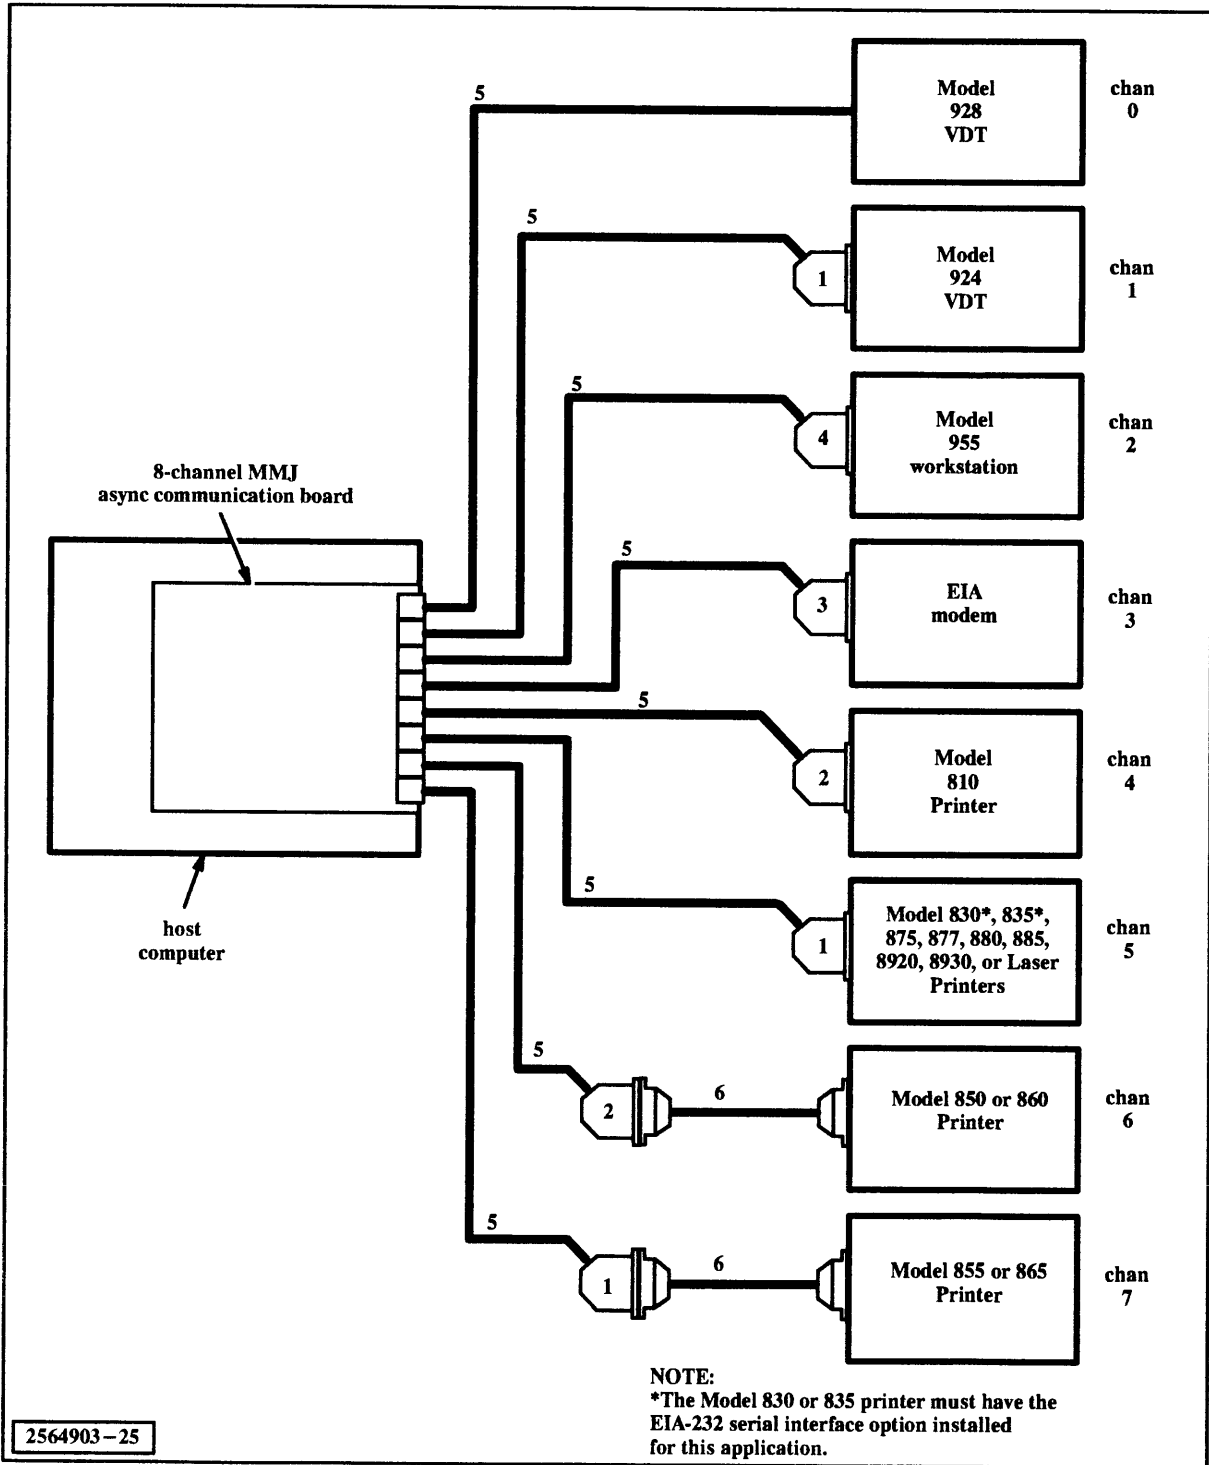 5
Model
928
VDT
chan
0
5
1
Model
924
VDT
chan
1
5
4
Model
955
workstation
chan
2
8-channel MMJ
async communication board
5
3
EIA
modem
chan
3
5
2
Model
810
Printer
chan
4
host
computer
5
1
Model 830*, 835*,
875, 877, 880, 885,
8920, 8930, or Laser
Printers
chan
5
5
2
6
Model 850 or 860
Printer
chan
6
5
1
6
Model 855 or 865
Printer
chan
7
NOTE:
*The Model 830 or 835 printer must have the
EIA-232 serial interface option installed
for this application.
2564903-25